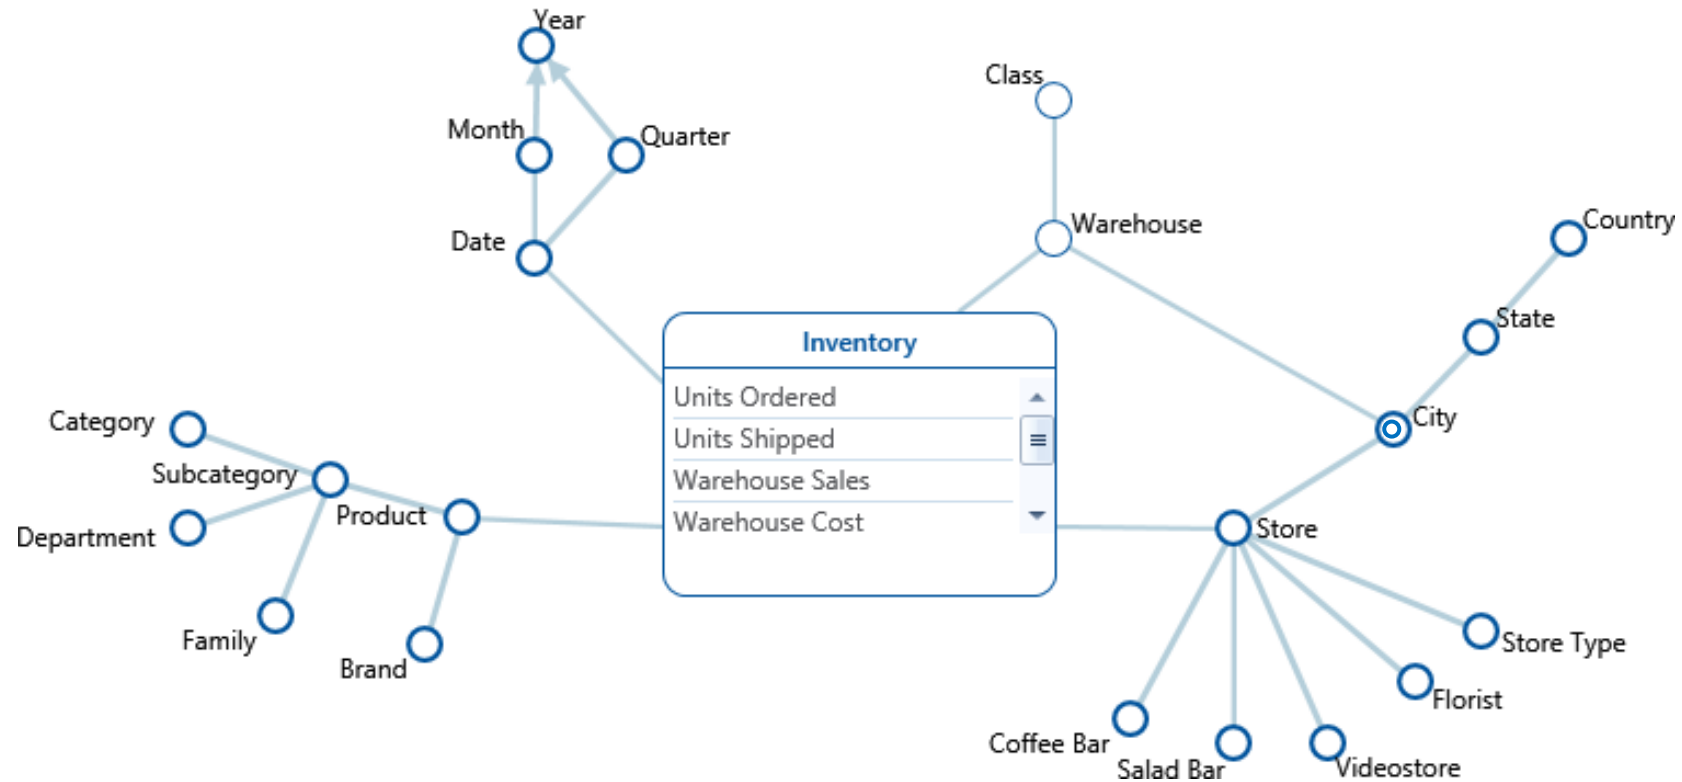 Year
Class
Month
Quarter
Country
Warehouse
Date
State
Inventory
Units Ordered
Units Shipped
Warehouse Sales
Warehouse Cost
City
Category
Subcategory
Product
Department
Store
Family
Brand
Store Type
Florist
Coffee Bar
Salad Bar
Videostore